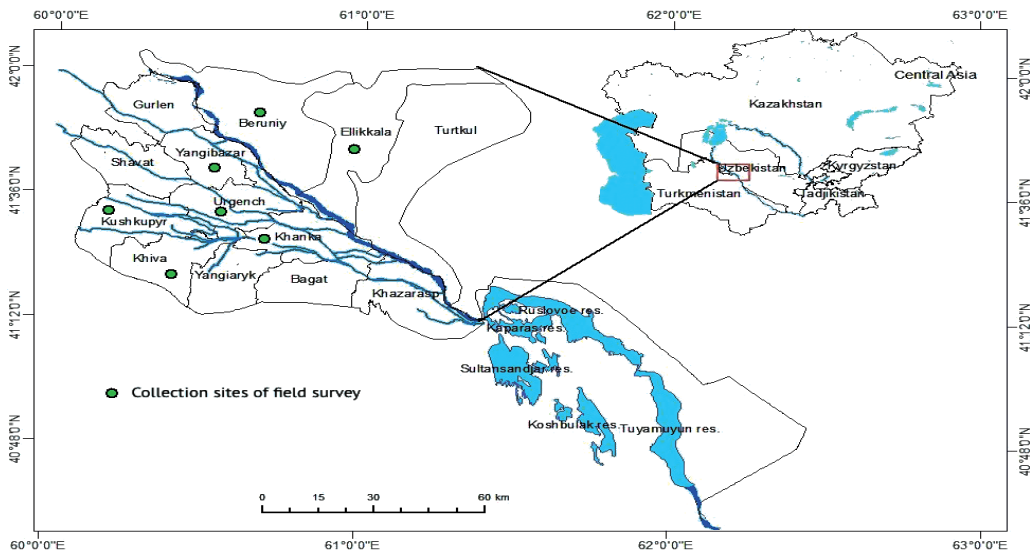 60°0'0"E
61°0'0"E
62°0'0"E
63°0'0"E
42°0'0"N
42°0'0"N
Central Asia
Kazakhstan
Gurlen
Beruniy
Ellikkala
Turtkul
Yangibazar
Shavat
Uzbekistan
Kyrgyzstan
Turkmenistan
Tadjikistan
41°36'0"N
41°36'0"N
Urgench
Kushkupyr
Khanka
Khiva
Yangiaryk
Bagat
Khazarasp
41°12'0"N
41°12'0"N
Ruslovoe res.
Kaparas res.
Sultansandjar res.
Collection sites of field survey
Koshbulak res.
Tuyamuyun res.
40°48'0"N
40°48'0"N
0 15 30 60 km
60°0'0"E
61°0'0"E
62°0'0"E
63°0'0"E